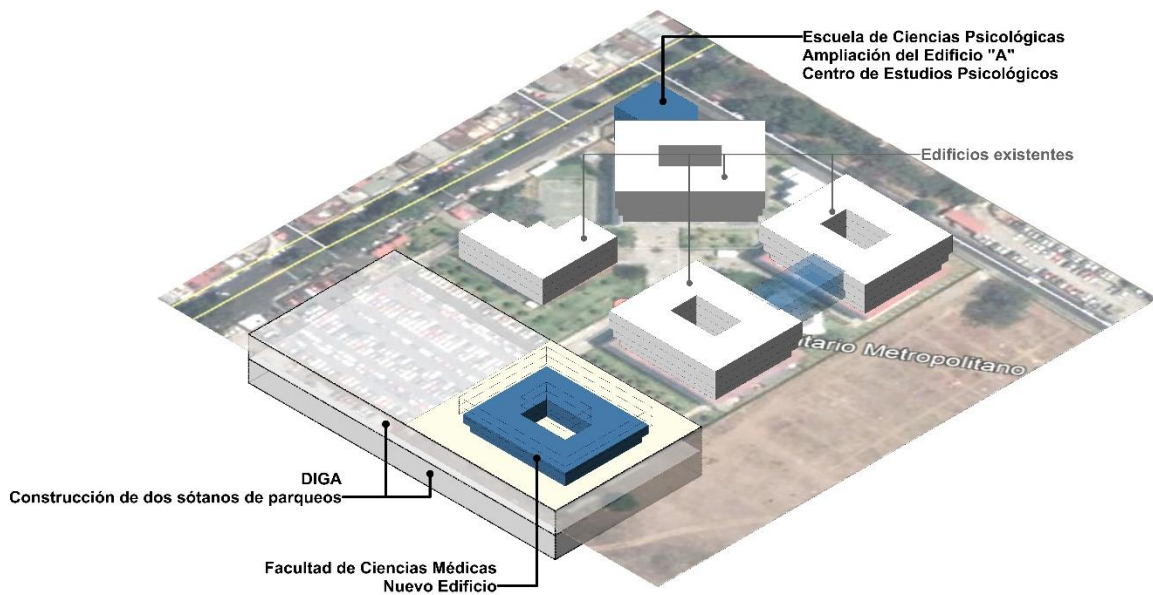 Escuela de Ciencias Psicológicas
Ampliación del Edificio "A"
Centro de Estudios Psicológicos
Edificios existentes
itario Metropolitano
DIGA
Construcción de dos sótanos de parqueos
Facultad de Ciencias Médicas
Nuevo Edificio